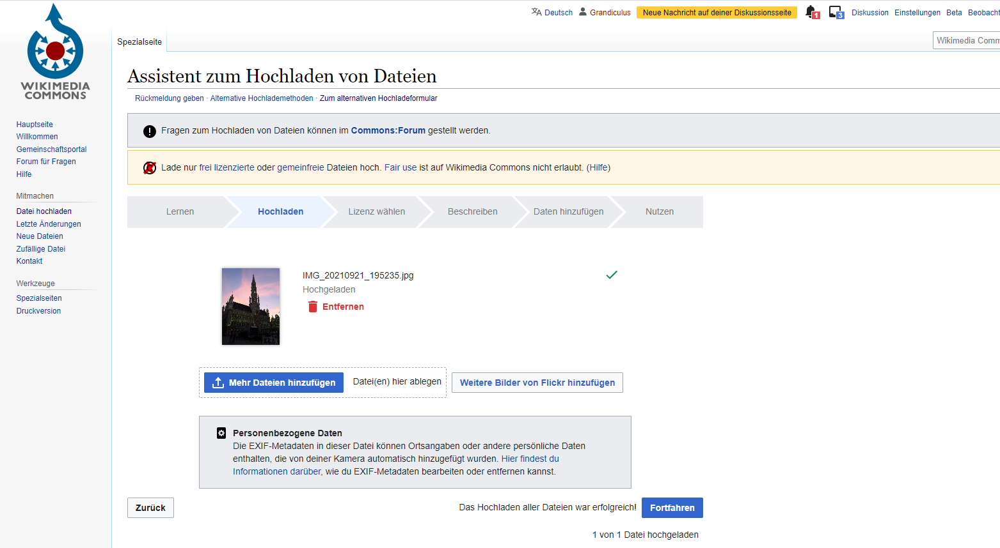 Deutsch Grandiculus Neue Nachricht auf deiner Diskussionsseite 1 3 Diskussion Einstellungen Beta Beobacht
WIKIMEDIA
COMMONS
Spezialseite
Wikimedia Comm
Assistent zum Hochladen von Dateien
Rückmeldung geben · Alternative Hochlademethoden · Zum alternativen Hochladeformular
Hauptseite
Willkommen
Gemeinschaftsportal
Forum für Fragen
Hilfe
Mitmachen
Datei hochladen
Letzte Änderungen
Neue Dateien
Zufällige Datei
Kontakt
Werkzeuge
Spezialseiten
Druckversion
Fragen zum Hochladen von Dateien können im Commons:Forum gestellt werden.
Lade nur frei lizenzierte oder gemeinfreie Dateien hoch. Fair use ist auf Wikimedia Commons nicht erlaubt. (Hilfe)
Lernen Hochladen Lizenz wählen Beschreiben Daten hinzufügen Nutzen
IMG_20210921_195235.jpg
Hochgeladen
Entfernen
Mehr Dateien hinzufügen Datei(en) hier ablegen Weitere Bilder von Flickr hinzufügen
Personenbezogene Daten
Die EXIF-Metadaten in dieser Datei können Ortsangaben oder andere persönliche Daten
enthalten, die von deiner Kamera automatisch hinzugefügt wurden. Hier findest du
Informationen darüber, wie du EXIF-Metadaten bearbeiten oder entfernen kannst.
Zurück Das Hochladen aller Dateien war erfolgreich! Fortfahren
1 von 1 Datei hochgeladen